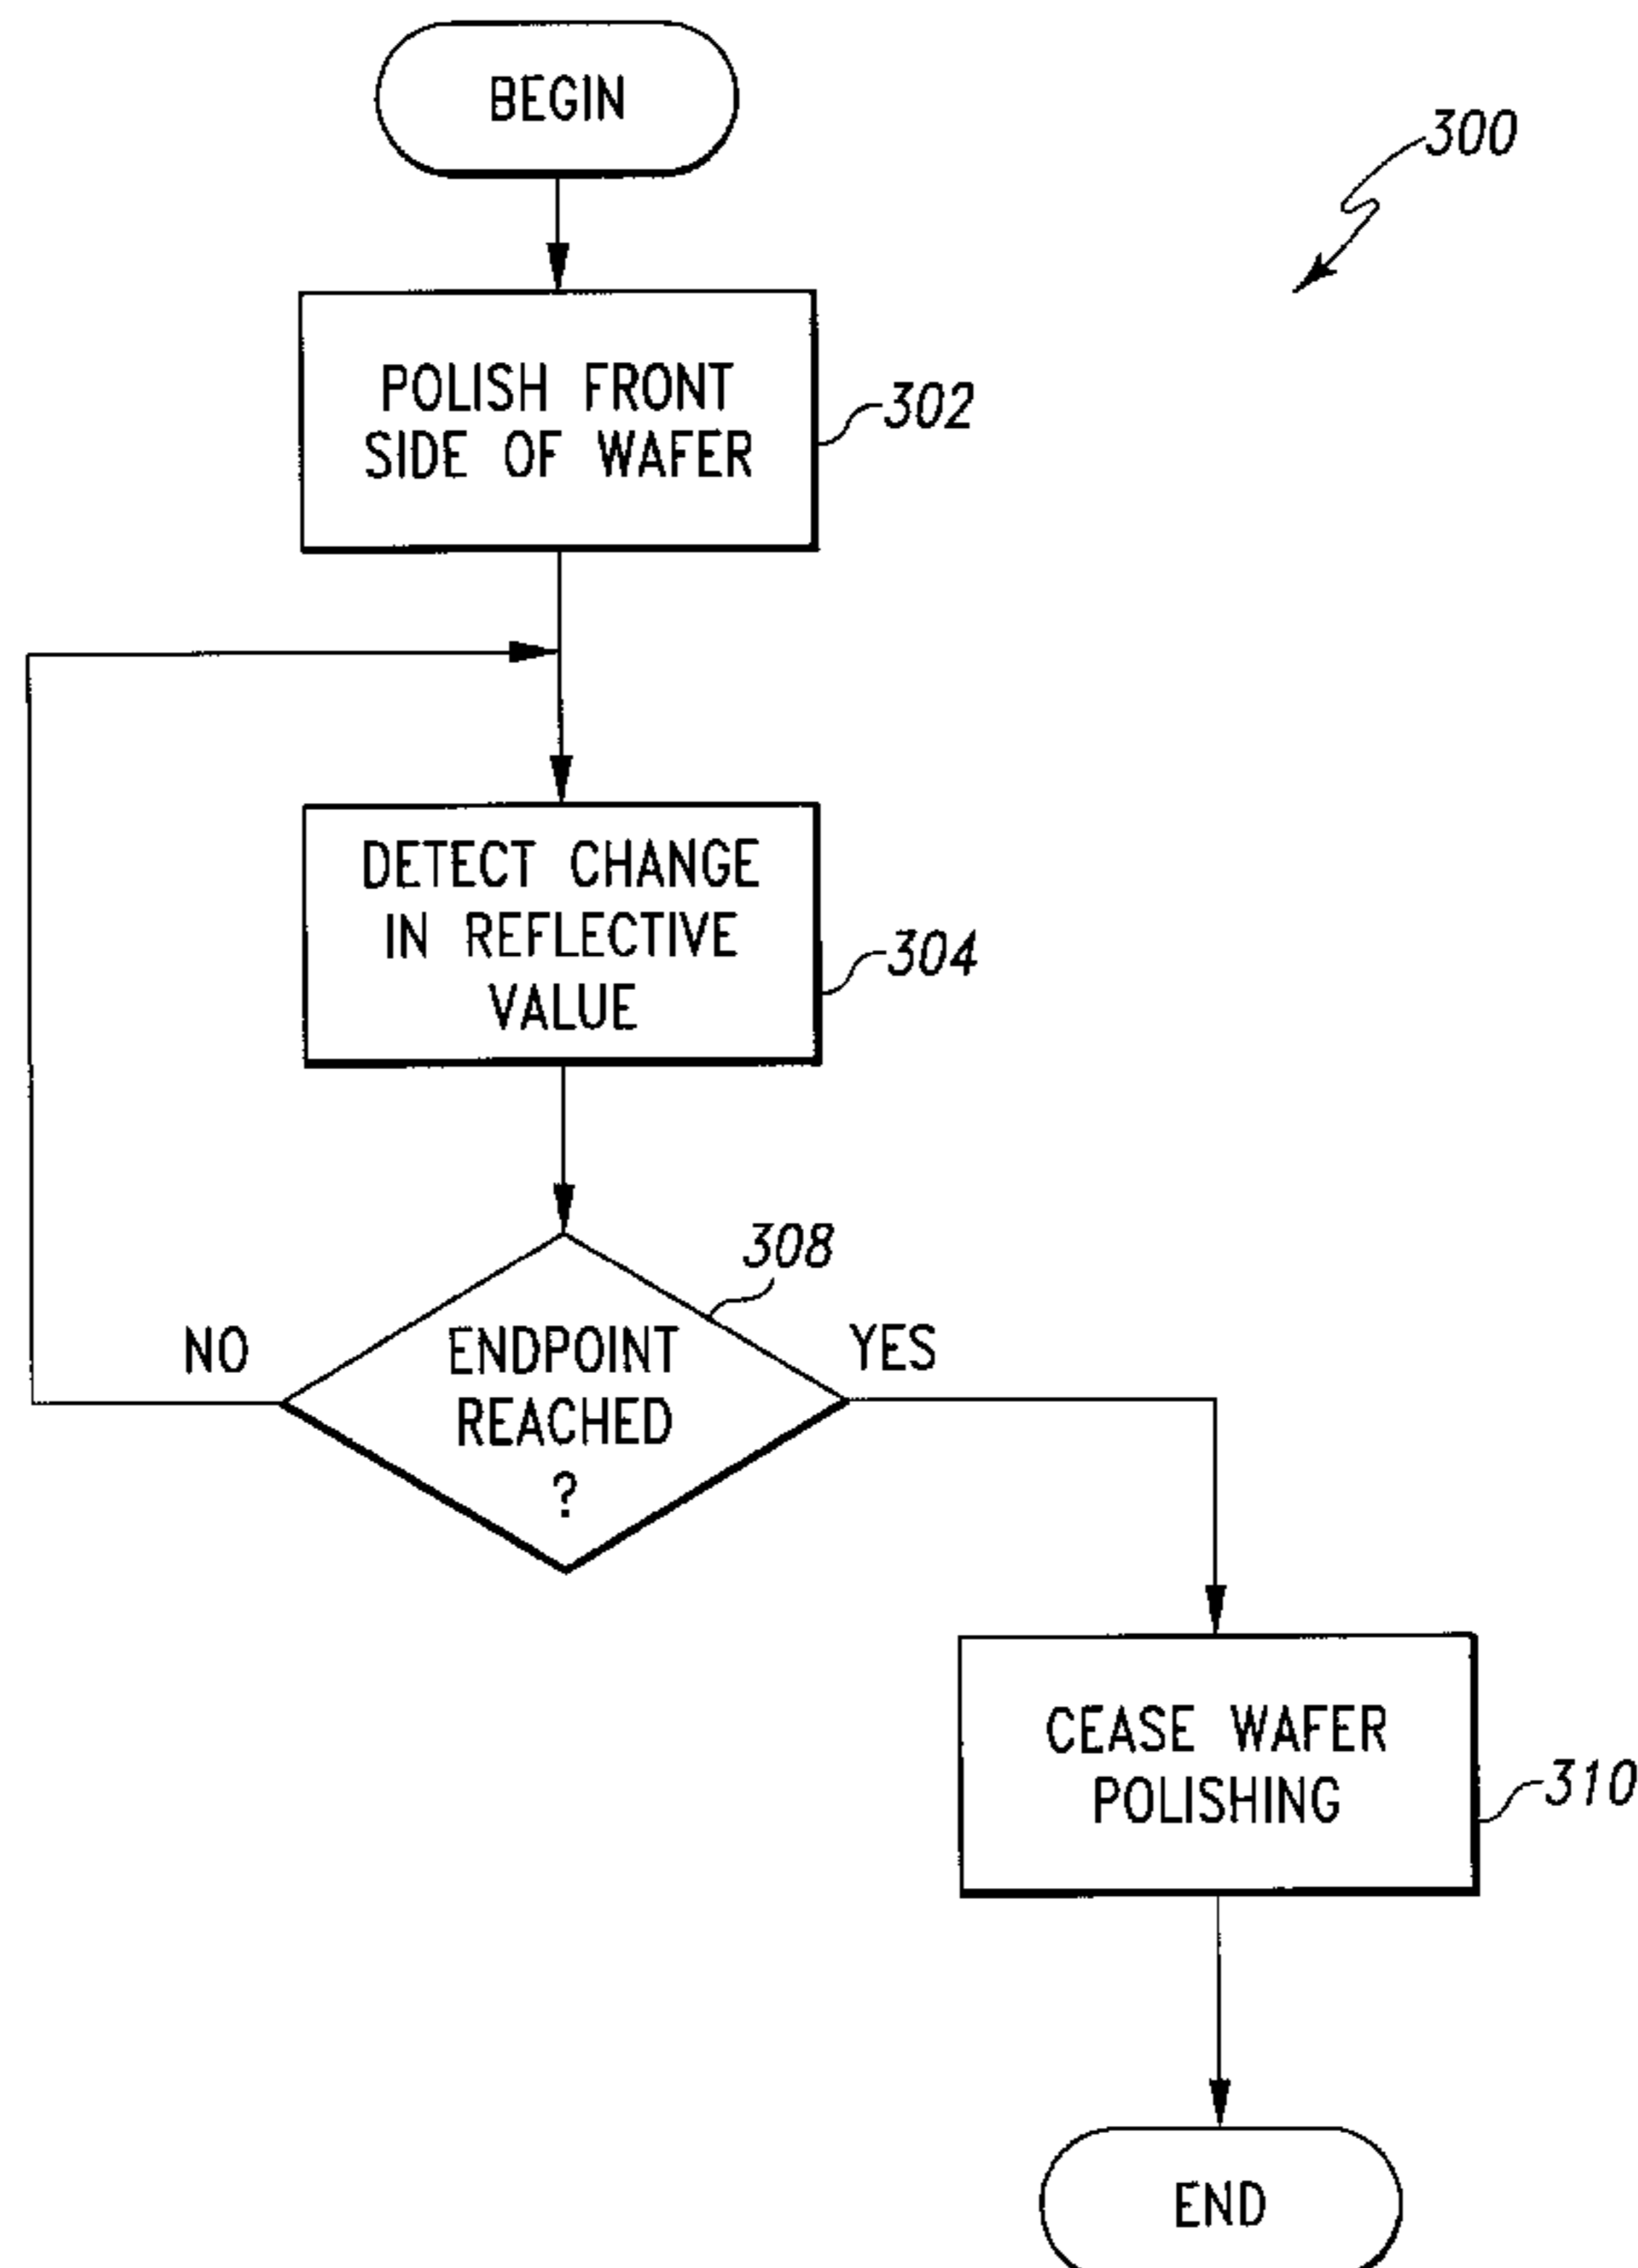 BEGIN
300
POLISH FRONT
SIDE OF WAFER
302
DETECT CHANGE
IN REFLECTIVE
VALUE
304
308
NO
ENDPOINT
REACHED
?
YES
CEASE WAFER
POLISHING
310
END